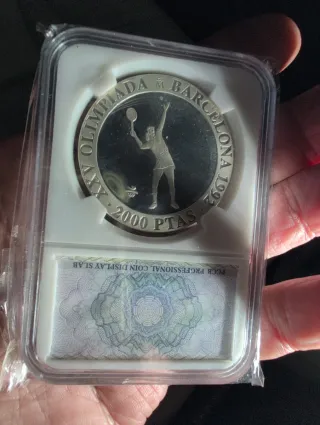 XXV OLIMPIADA BARCELONA 1992
· 2000 PTAS ·
PCCB PROFESSIONAL COIN DISPLAY SLAB